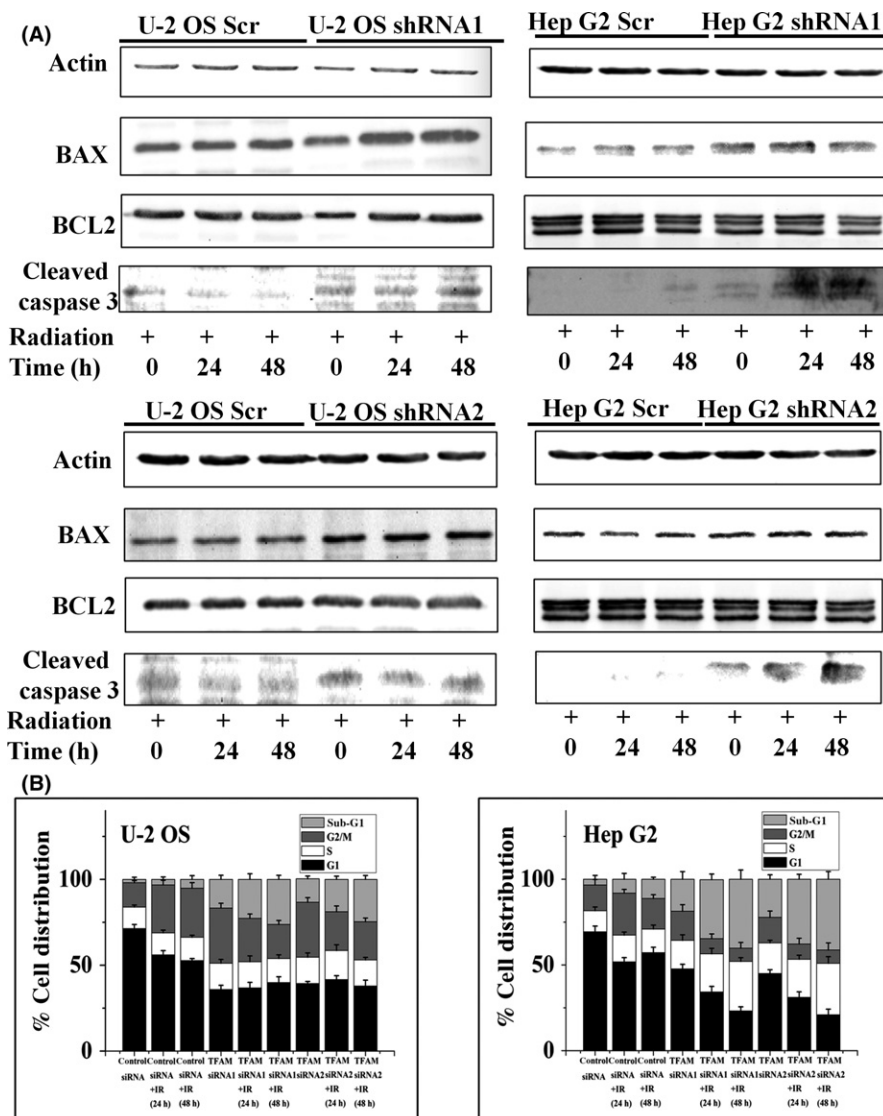 (A)
U-2 OS Scr U-2 OS shRNA1
Actin
BAX
BCL2
Cleaved
caspase 3
Radiation + + + + + +
Time (h) 0 24 48 0 24 48
Hep G2 Scr Hep G2 shRNA1
+ + + + + +
0 24 48 0 24 48
U-2 OS Scr U-2 OS shRNA2
Actin
BAX
BCL2
Cleaved
caspase 3
Radiation + + + + + +
Time (h) 0 24 48 0 24 48
Hep G2 Scr Hep G2 shRNA2
+ + + + + +
0 24 48 0 24 48
(B)
U-2 OS
Sub-G1
G2/M
S
G1
% Cell distribution
100
50
0
Control Control Control TFAM TFAM TFAM TFAM TFAM TFAM
siRNA siRNA siRNA siRNA1 siRNA1 siRNA1 siRNA2 siRNA2 siRNA2
+IR +IR +IR +IR +IR +IR
(24 h) (48 h) (24 h) (48 h) (24 h) (48 h)
Hep G2
Sub-G1
G2/M
S
G1
% Cell distribution
100
50
0
Control Control Control TFAM TFAM TFAM TFAM TFAM TFAM
siRNA siRNA siRNA siRNA1 siRNA1 siRNA1 siRNA2 siRNA2 siRNA2
+IR +IR +IR +IR +IR +IR
(24 h) (48 h) (24 h) (48 h) (24 h) (48 h)